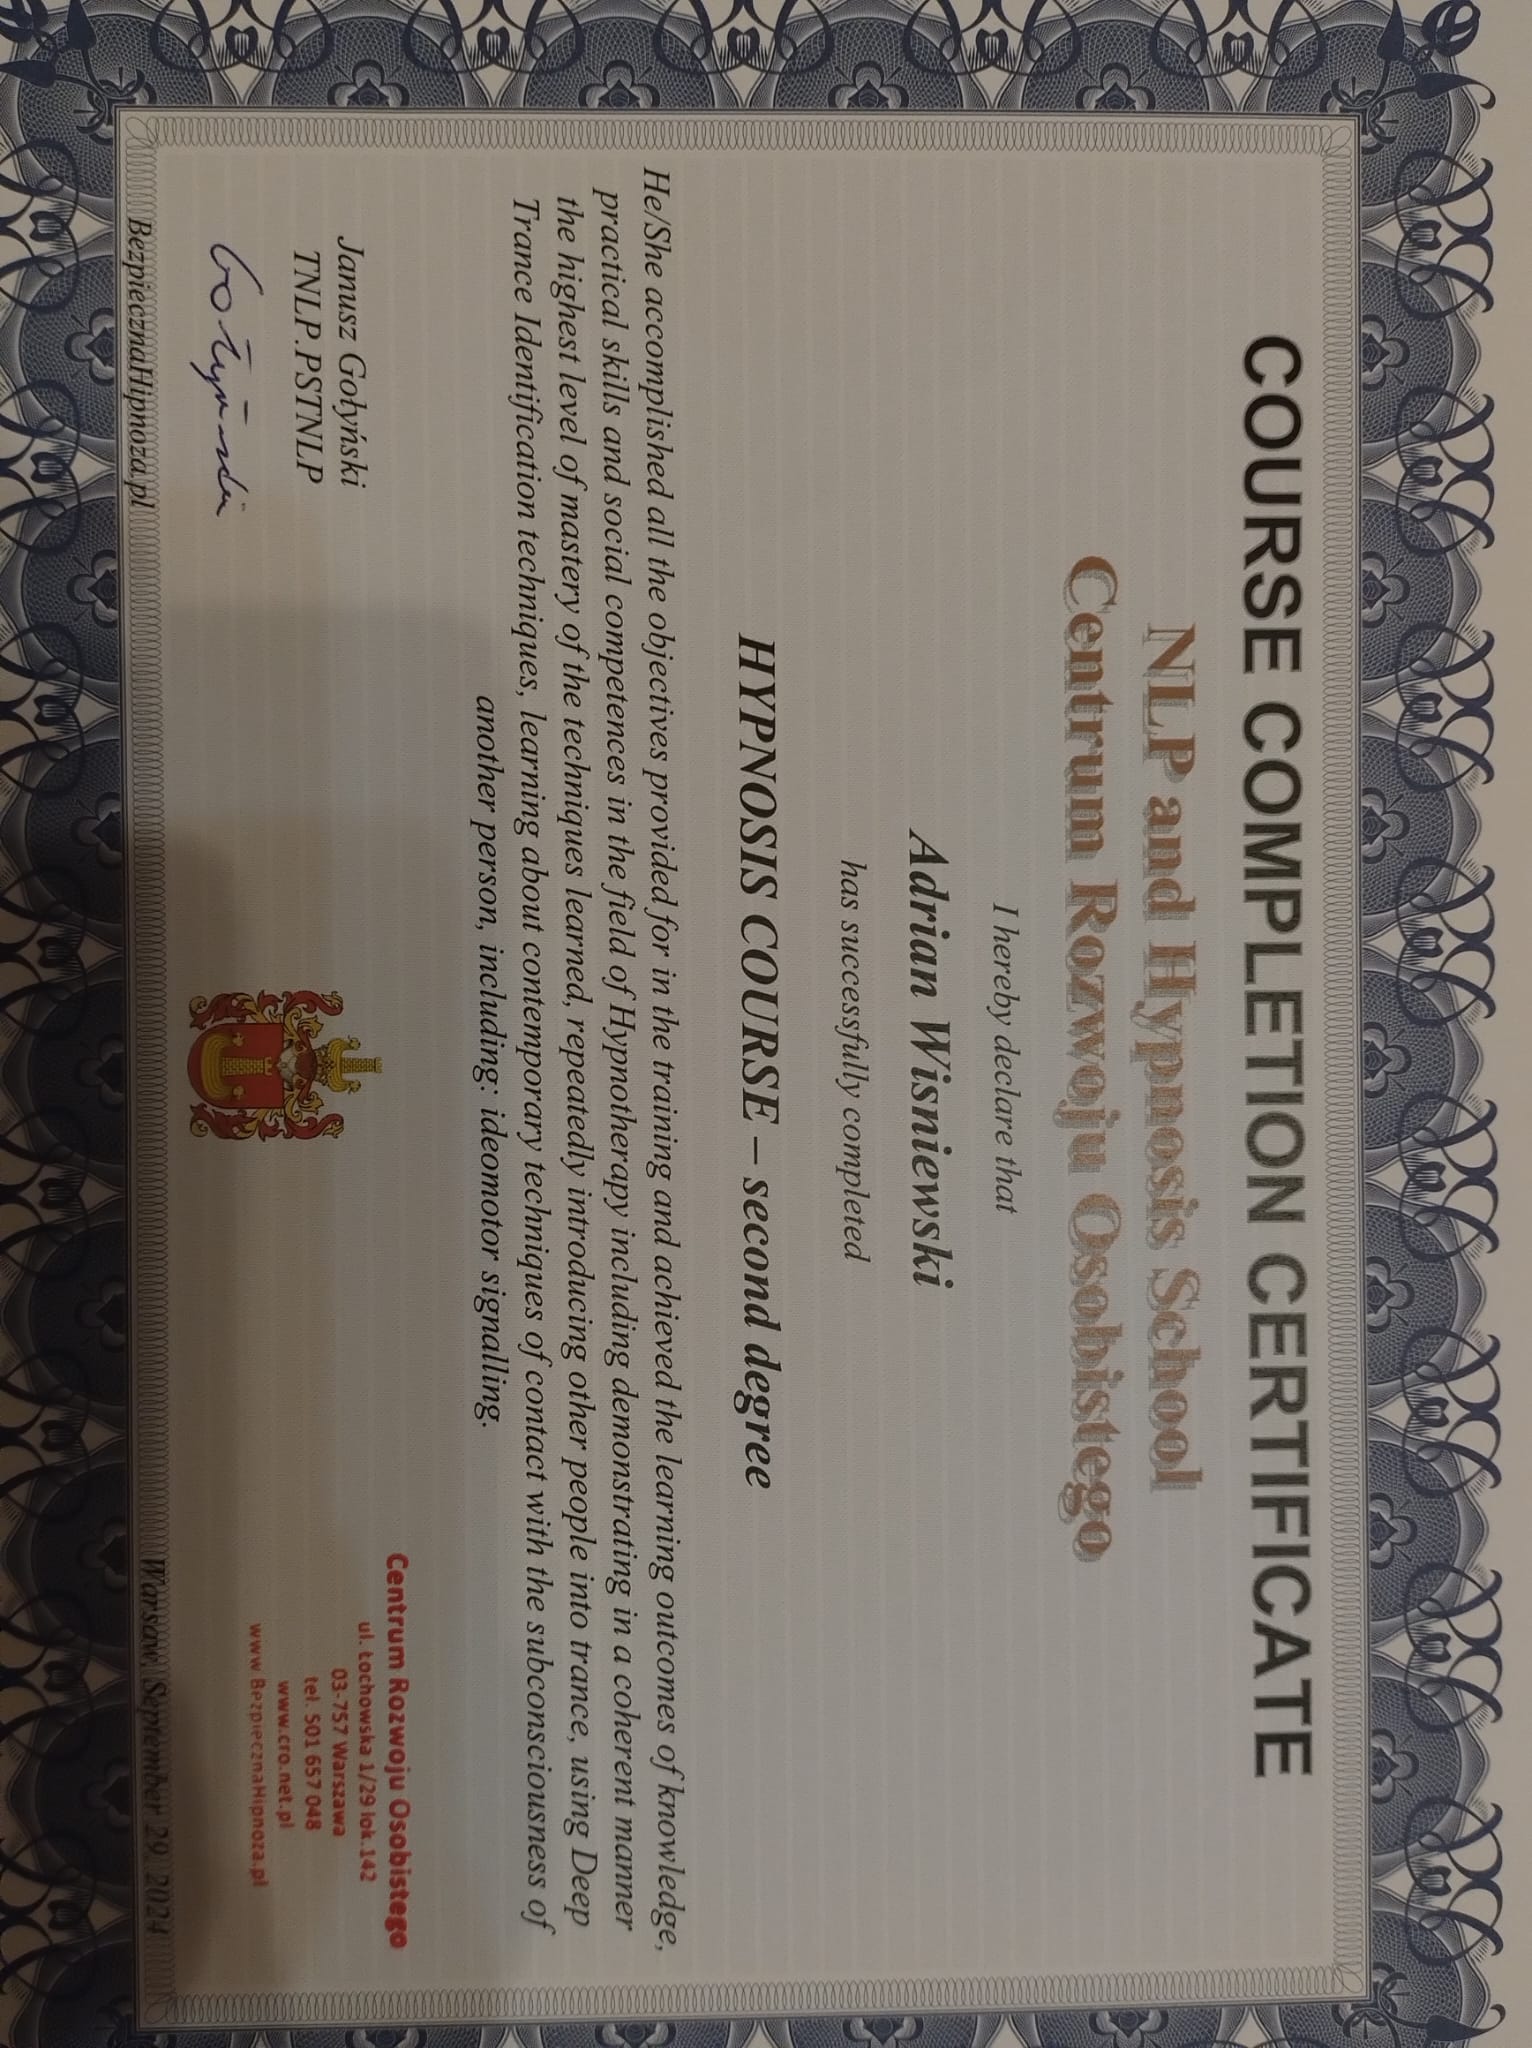 COURSE COMPLETION CERTIFICATE
NLP and Hypnosis School
Centrum Rozwoju Osobistego
I hereby declare that
Adrian Wisniewski
has successfully completed
HYPNOSIS COURSE – second degree
He/She accomplished all the objectives provided for in the training and achieved the learning outcomes of knowledge,
practical skills and social competences in the field of Hypnotherapy including demonstrating in a coherent manner
the highest level of mastery of the techniques learned, repeatedly introducing other people into trance, using Deep
Trance Identification techniques, learning about contemporary techniques of contact with the subconsciousness of
another person, including: ideomotor signalling.
Janusz Gołyński
TNLP.PSTNLP
Gołyński
BezpiecznaHipnoza.pl
Centrum Rozwoju Osobistego
ul. Łochowska 1/29 lok.142
03-757 Warszawa
tel. 501 657 048
www.cro.net.pl
www.BezpiecznaHipnoza.pl
Warsaw, September 29, 2024